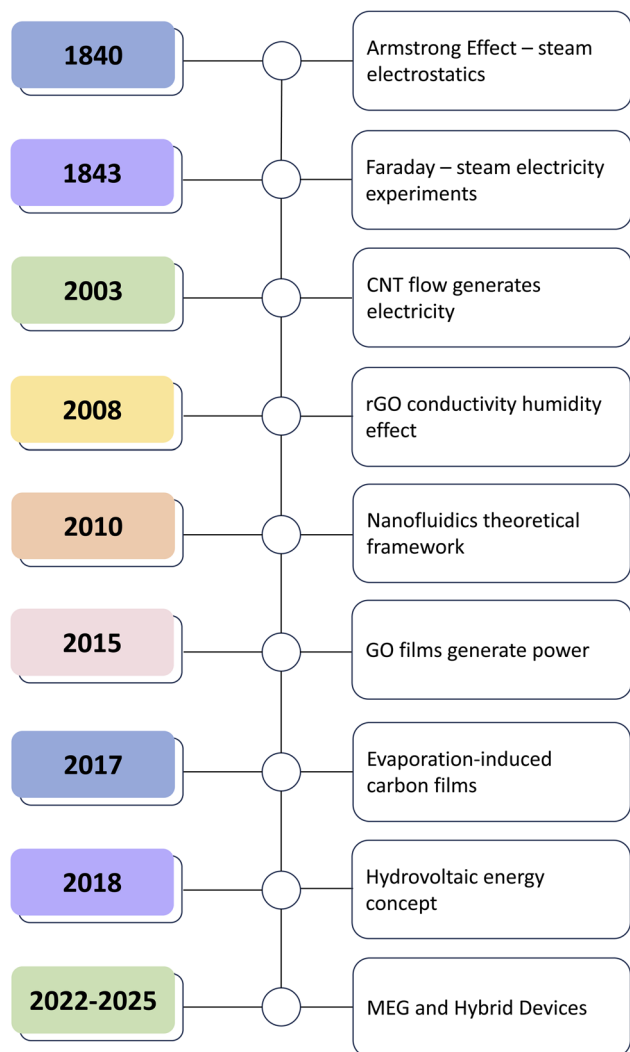 1840
Armstrong Effect – steam
electrostatics
1843
Faraday – steam electricity
experiments
2003
CNT flow generates
electricity
2008
rGO conductivity humidity
effect
2010
Nanofluidics theoretical
framework
2015
GO films generate power
2017
Evaporation-induced
carbon films
2018
Hydrovoltaic energy
concept
2022-2025
MEG and Hybrid Devices